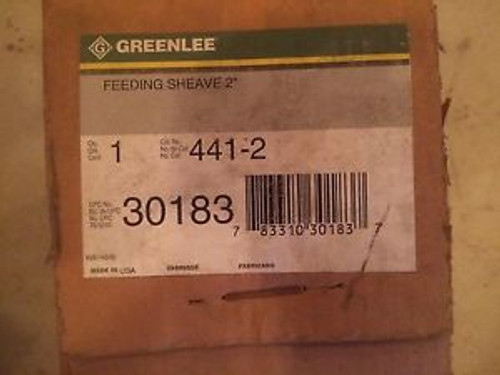 G GREENLEE
FEEDING SHEAVE 2"
1
441-2
30183
7 83310 30183 7
MADE IN USA